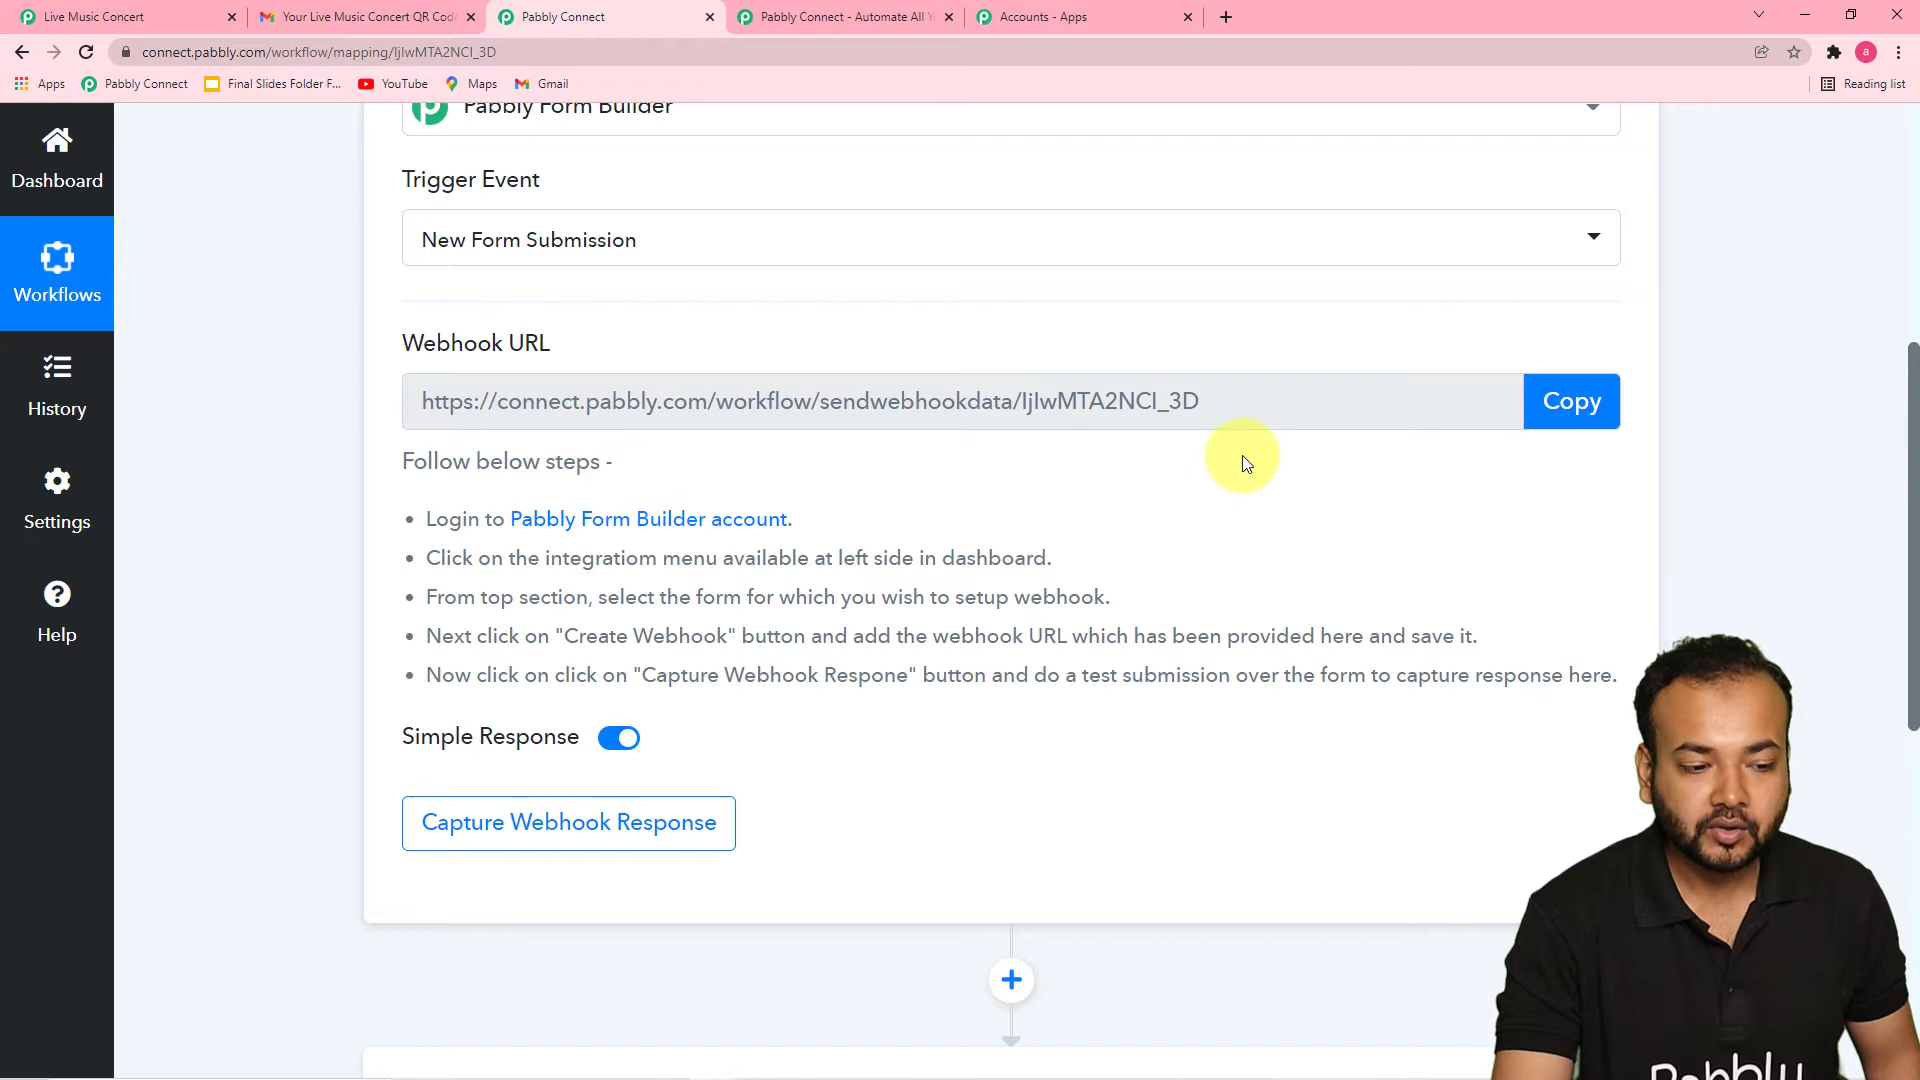 Live Music Concert
Your Live Music Concert QR Code
Pabbly Connect
Pabbly Connect - Automate All Y
Accounts - Apps
connect.pabbly.com/workflow/mapping/IjIwMTA2NCI_3D
a
Apps
Pabbly Connect
Final Slides Folder F...
YouTube
Maps
Gmail
Reading list
Dashboard
Workflows
History
Settings
Help
Pabbly Form Builder
Trigger Event
New Form Submission
Webhook URL
https://connect.pabbly.com/workflow/sendwebhookdata/IjIwMTA2NCI_3D
Copy
Follow below steps -
• Login to Pabbly Form Builder account.
• Click on the integratiom menu available at left side in dashboard.
• From top section, select the form for which you wish to setup webhook.
• Next click on "Create Webhook" button and add the webhook URL which has been provided here and save it.
• Now click on click on "Capture Webhook Respone" button and do a test submission over the form to capture response here.
Simple Response
Capture Webhook Response
Pabbly